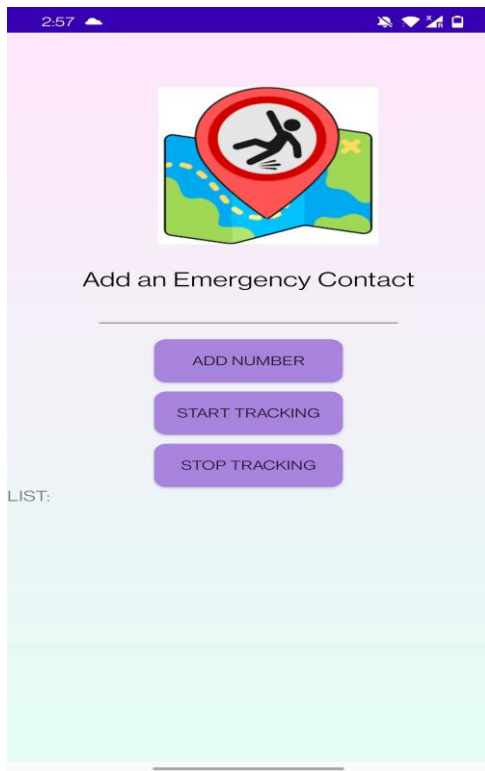 2:57
Add an Emergency Contact
ADD NUMBER
START TRACKING
STOP TRACKING
LIST: